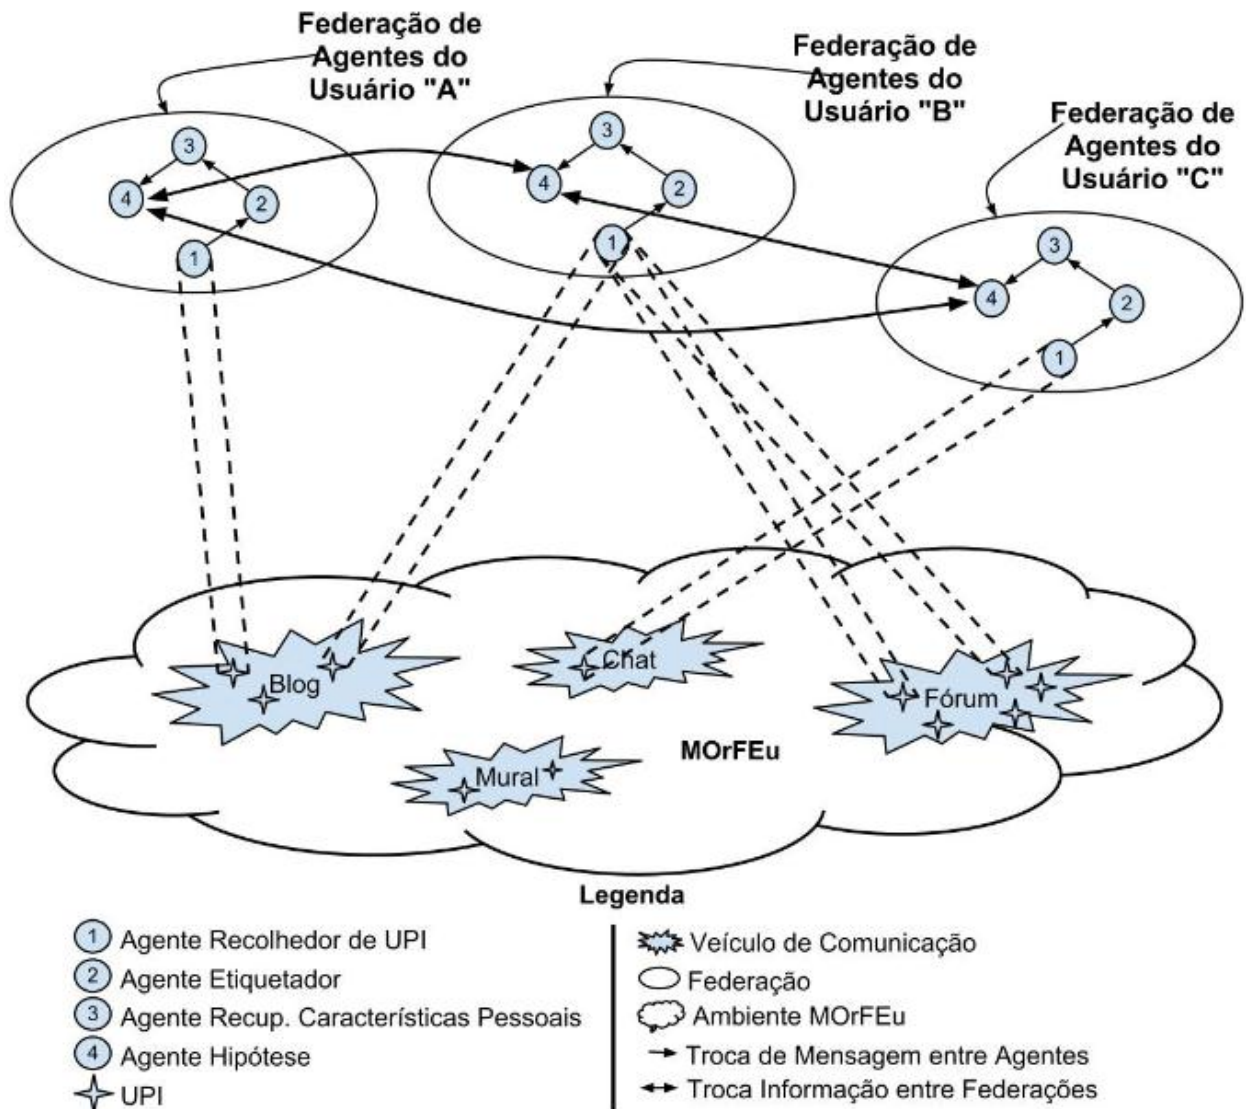 Federação de
Agentes do
Usuário "A"
Federação de
Agentes do
Usuário "B"
Federação de
Agentes do
Usuário "C"
3
4
2
1
3
4
2
1
3
4
2
1
Blog
Chat
Fórum
Mural
MOrFEu
Legenda
1 Agente Recolhedor de UPI
2 Agente Etiquetador
3 Agente Recup. Características Pessoais
4 Agente Hipótese
UPI
Veículo de Comunicação
Federação
Ambiente MOrFEu
Troca de Mensagem entre Agentes
Troca Informação entre Federações